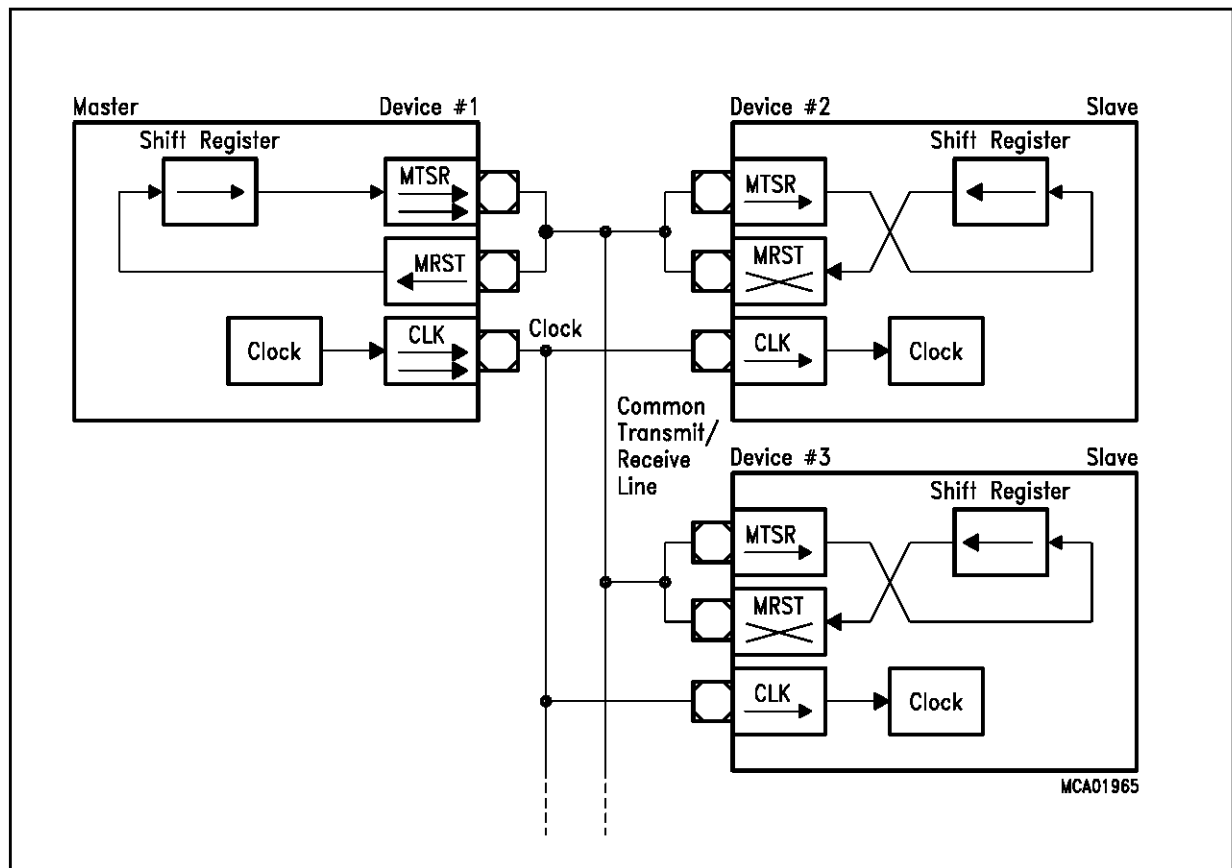 Master Device #1
Shift Register
MTSR
MRST
Clock
CLK
Clock
Common
Transmit/
Receive
Line
Device #2 Slave
Shift Register
MTSR
MRST
CLK
Clock
Device #3 Slave
Shift Register
MTSR
MRST
CLK
Clock
MCA01965